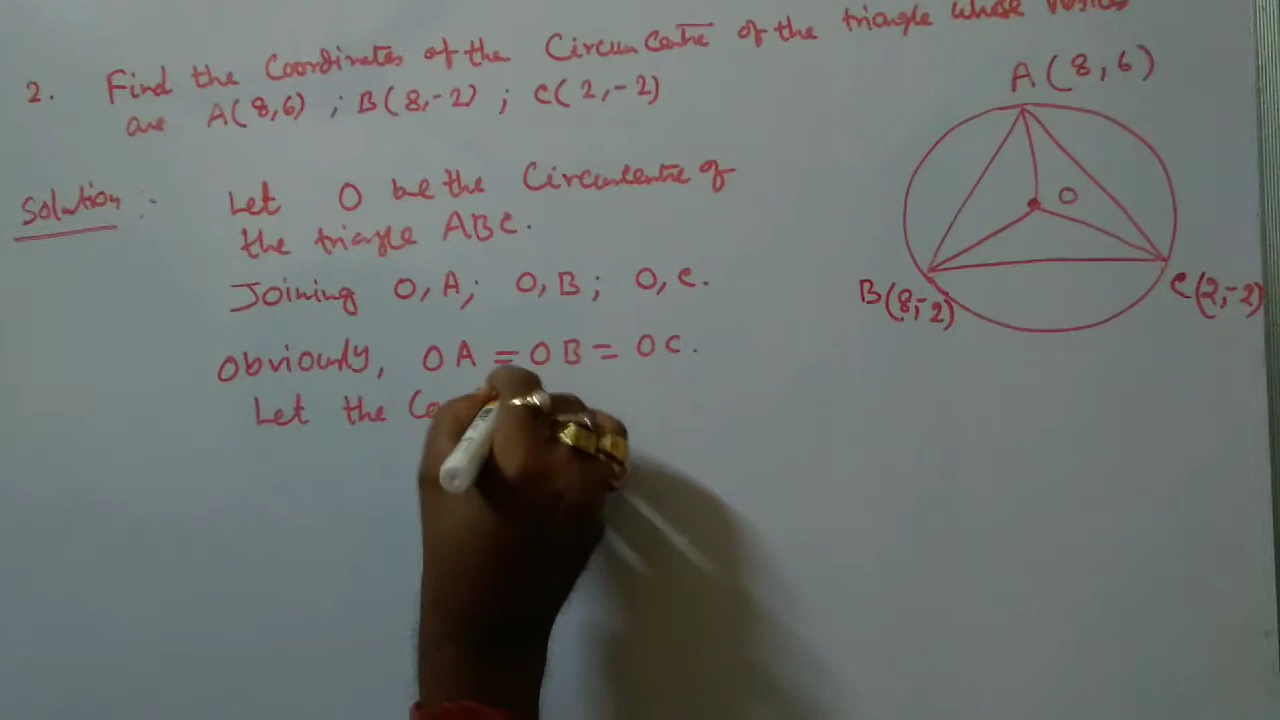 2. Find the Coordinates of the Circumcentre of the triangle whose
are A(8,6) ; B(8,-2) ; C(2,-2)
Solution :-
Let O be the Circumcentre of
the triangle ABC.
Joining O,A; O,B; O,C.
Obviously, OA = OB = OC.
Let the Co
A(8,6)
O
B(8,-2)
C(2,-2)